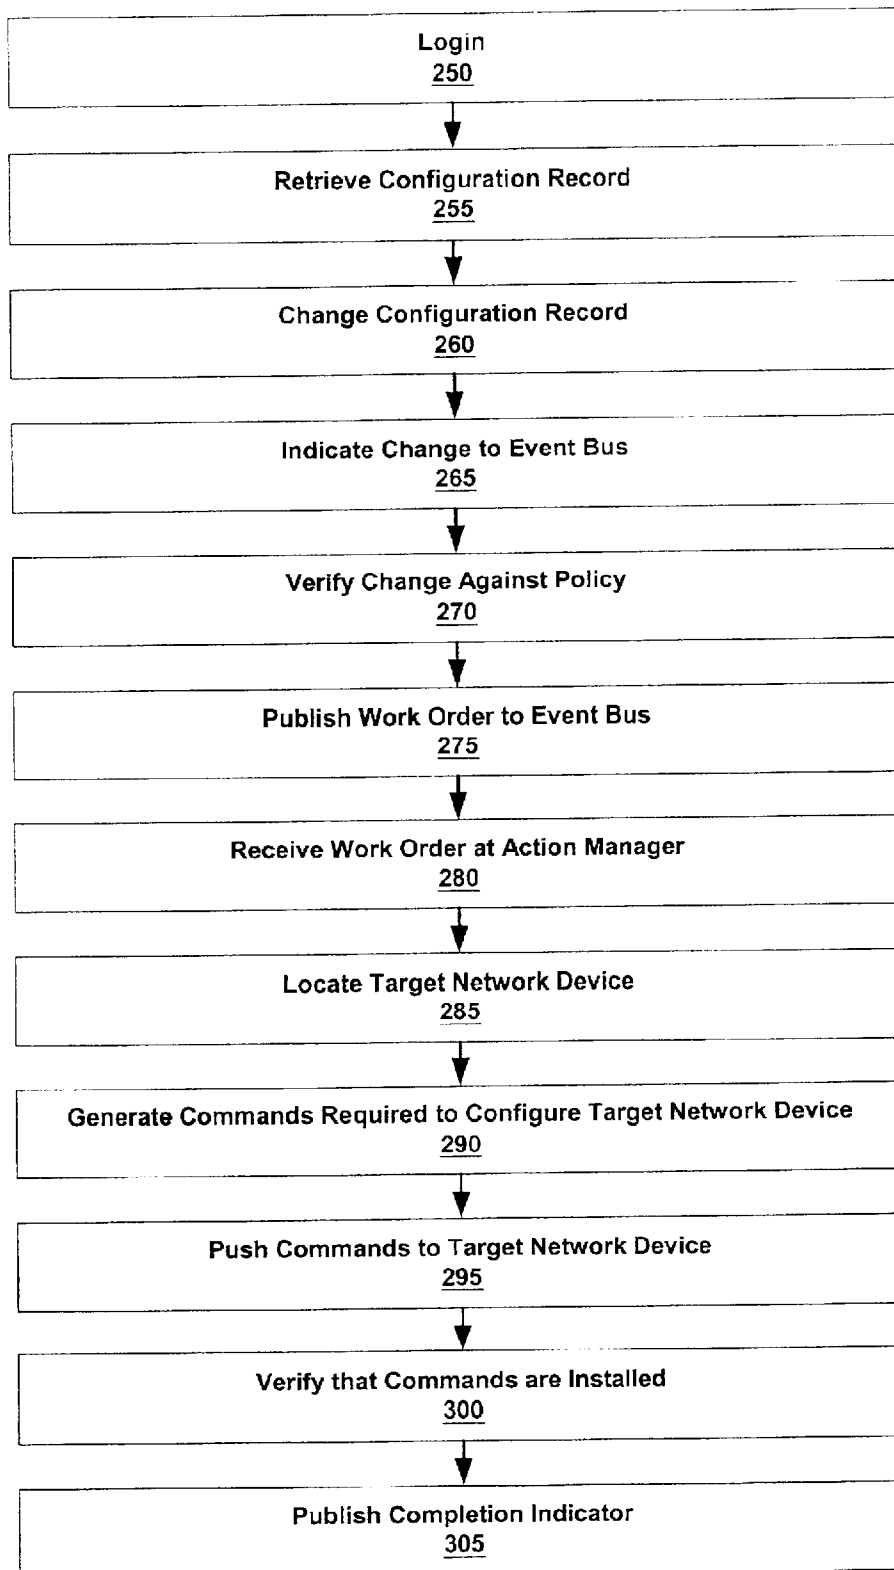 Login
250
Retrieve Configuration Record
255
Change Configuration Record
260
Indicate Change to Event Bus
265
Verify Change Against Policy
270
Publish Work Order to Event Bus
275
Receive Work Order at Action Manager
280
Locate Target Network Device
285
Generate Commands Required to Configure Target Network Device
290
Push Commands to Target Network Device
295
Verify that Commands are Installed
300
Publish Completion Indicator
305